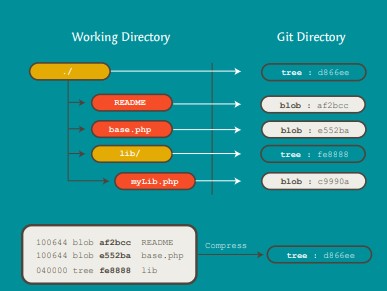 Working Directory Git Directory
./ tree : d866ee
README blob : af2bcc
base.php blob : e552ba
lib/ tree : fe8888
myLib.php blob : c9990a
100644 blob af2bcc README
100644 blob e552ba base.php
040000 tree fe8888 lib
Compress
tree : d866ee